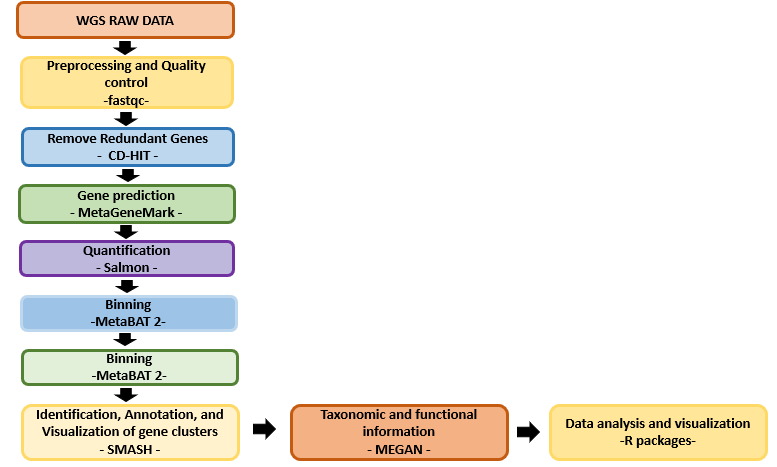 WGS RAW DATA
Preprocessing and Quality
control
-fastqc-
Remove Redundant Genes
- CD-HIT -
Gene prediction
- MetaGeneMark -
Quantification
- Salmon -
Binning
-MetaBAT 2-
Binning
-MetaBAT 2-
Identification, Annotation, and
Visualization of gene clusters
- SMASH -
Taxonomic and functional
information
- MEGAN -
Data analysis and visualization
-R packages-